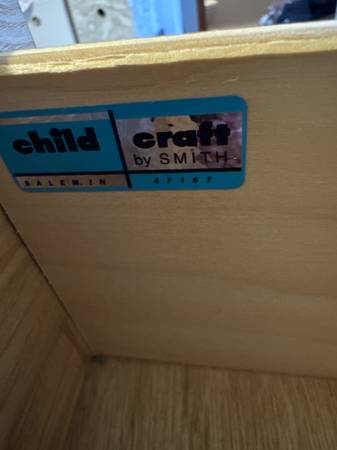 child craft
by SMITH
SALEM, IN 47167